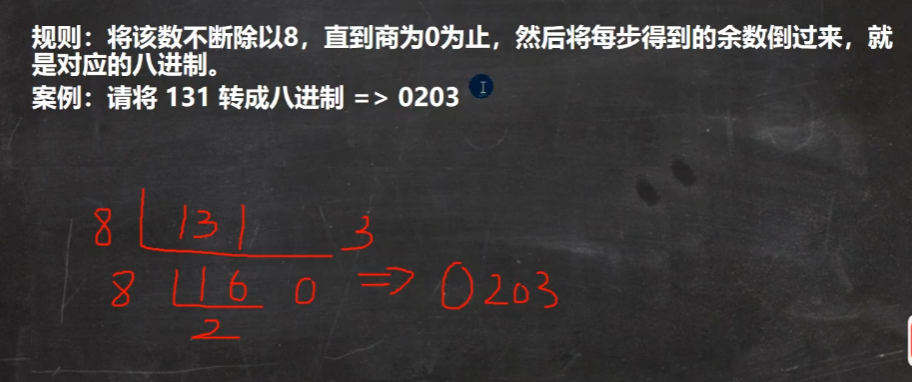 规则：将该数不断除以8，直到商为0为止，然后将每步得到的余数倒过来，就
是对应的八进制。
案例：请将 131 转成八进制 => 0203
8 131 3
8 16 0 => 0203
2